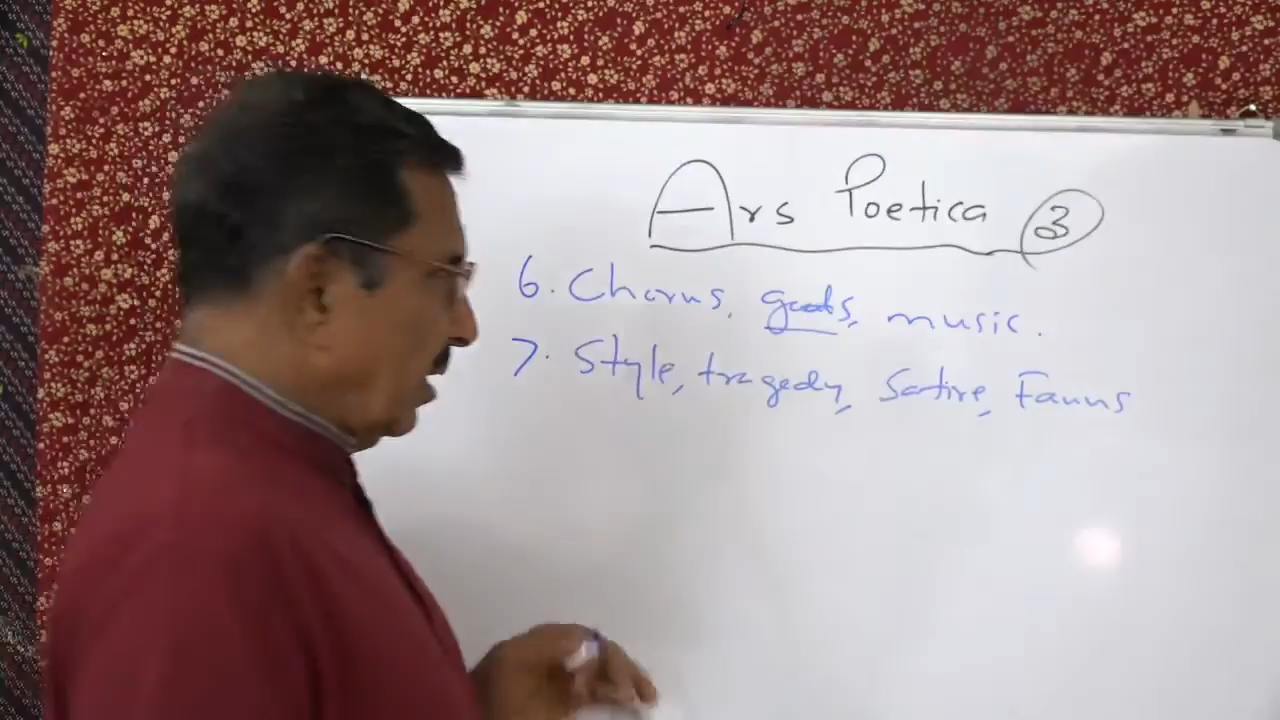 Ars Poetica 3
6. Chorus, gods, music.
7. Style, tragedy, Satire, Fauns